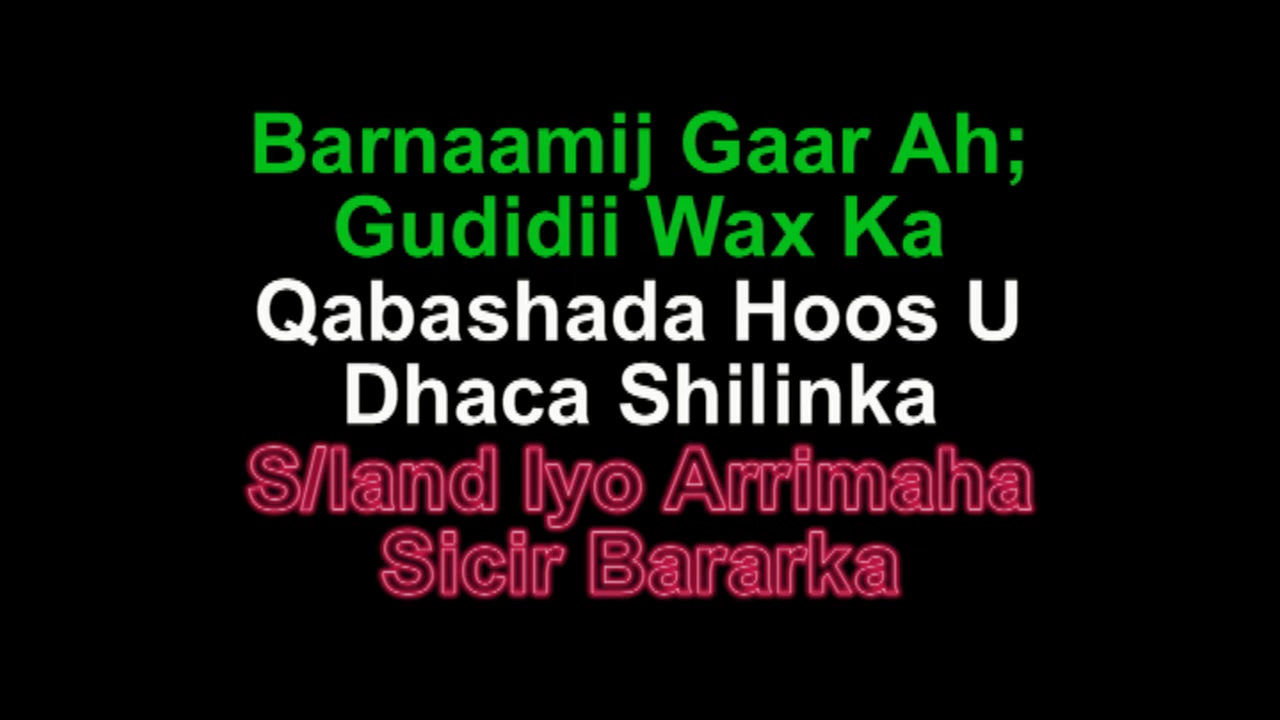 Barnaamij Gaar Ah;
Gudidii Wax Ka
Qabashada Hoos U
Dhaca Shilinka
S/land Iyo Arrimaha
Sicir Bararka